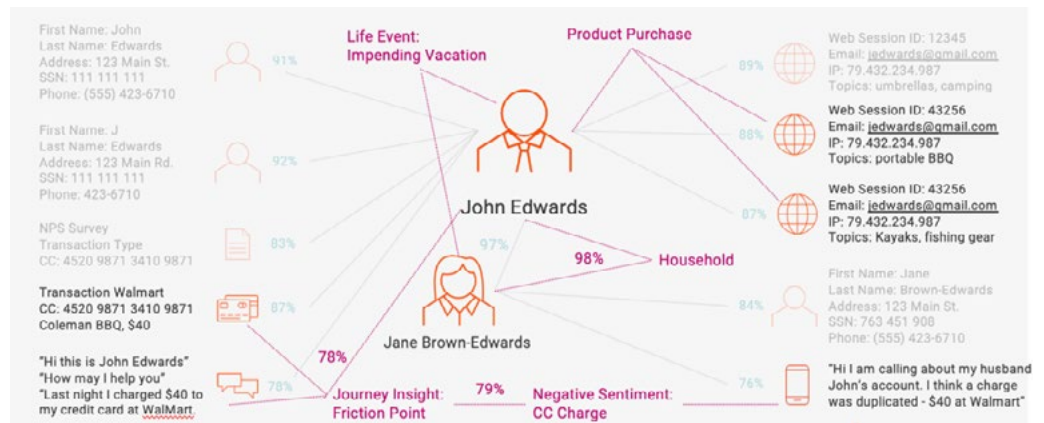 First Name: John
Last Name: Edwards
Address: 123 Main St.
SSN: 111 111 111
Phone: (555) 423-6710
91%
First Name: J
Last Name: Edwards
Address: 123 Main Rd.
SSN: 111 111 111
Phone: 423-6710
92%
NPS Survey
Transaction Type
CC: 4520 9871 3410 9871
83%
Transaction Walmart
CC: 4520 9871 3410 9871
Coleman BBQ, $40
87%
"Hi this is John Edwards"
"How may I help you"
"Last night I charged $40 to
my credit card at WalMart.
78%
Life Event:
Impending Vacation
Product Purchase
John Edwards
97%
98%
Household
Jane Brown-Edwards
78%
Journey Insight:
Friction Point
79%
Negative Sentiment:
CC Charge
89%
Web Session ID: 12345
Email: jedwards@gmail.com
IP: 79.432.234.987
Topics: umbrellas, camping
88%
Web Session ID: 43256
Email: jedwards@gmail.com
IP: 79.432.234.987
Topics: portable BBQ
87%
Web Session ID: 43256
Email: jedwards@gmail.com
IP: 79.432.234.987
Topics: Kayaks, fishing gear
84%
First Name: Jane
Last Name: Brown-Edwards
Address: 123 Main St.
SSN: 763 451 908
Phone: (555) 423-6710
76%
"Hi I am calling about my husband
John's account. I think a charge
was duplicated - $40 at Walmart"